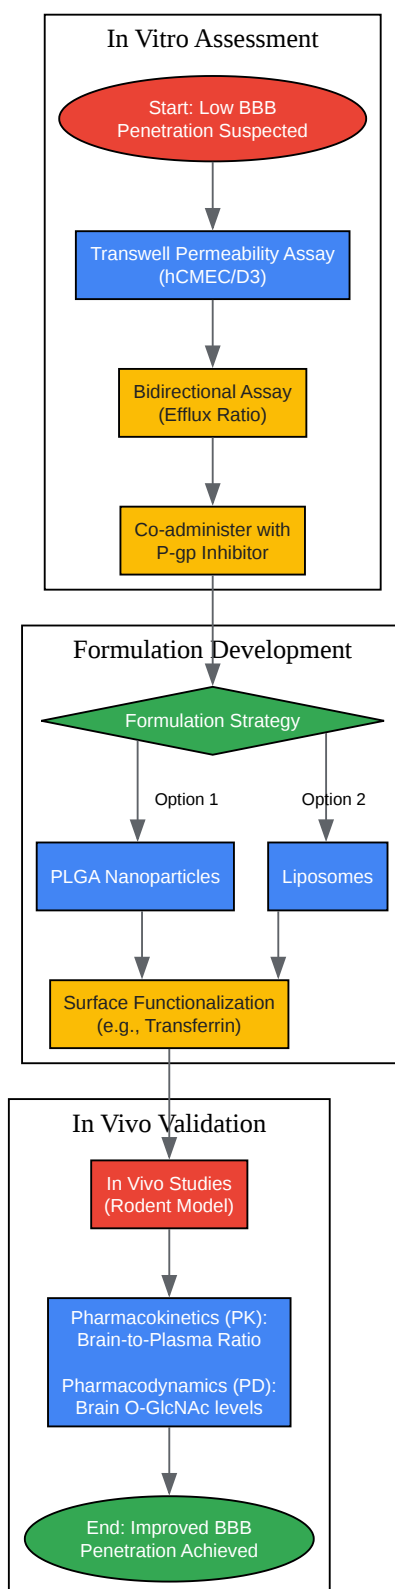 In Vitro Assessment
Start: Low BBB
Penetration Suspected
Transwell Permeability Assay
(hCMEC/D3)
Bidirectional Assay
(Efflux Ratio)
Co-administer with
P-gp Inhibitor
Formulation Development
Formulation Strategy
Option 1
Option 2
PLGA Nanoparticles
Liposomes
Surface Functionalization
(e.g., Transferrin)
In Vivo Validation
In Vivo Studies
(Rodent Model)
Pharmacokinetics (PK):
Brain-to-Plasma Ratio
Pharmacodynamics (PD):
Brain O-GlcNAc levels
End: Improved BBB
Penetration Achieved